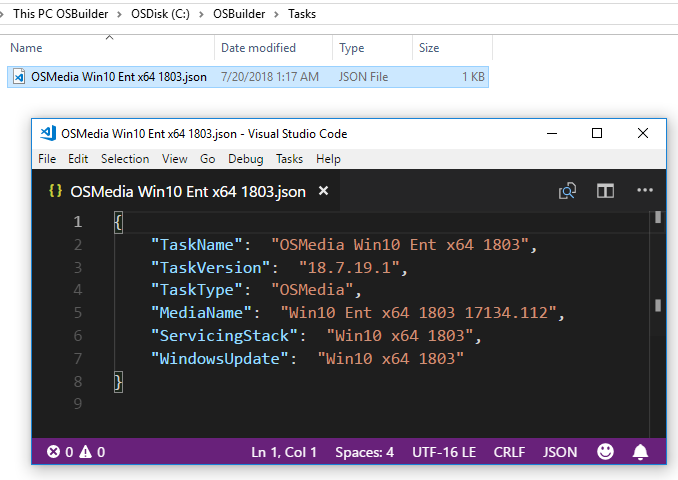 This PC OSBuilder > OSDisk (C:) > OSBuilder > Tasks
Name Date modified Type Size
OSMedia Win10 Ent x64 1803.json 7/20/2018 1:17 AM JSON File 1 KB
OSMedia Win10 Ent x64 1803.json - Visual Studio Code
File Edit Selection View Go Debug Tasks Help
{ } OSMedia Win10 Ent x64 1803.json ×
1 {
2 "TaskName":  "OSMedia Win10 Ent x64 1803",
3 "TaskVersion":  "18.7.19.1",
4 "TaskType":  "OSMedia",
5 "MediaName":  "Win10 Ent x64 1803 17134.112",
6 "ServicingStack":  "Win10 x64 1803",
7 "WindowsUpdate":  "Win10 x64 1803"
8 }
9
0 0 Ln 1, Col 1 Spaces: 4 UTF-16 LE CRLF JSON